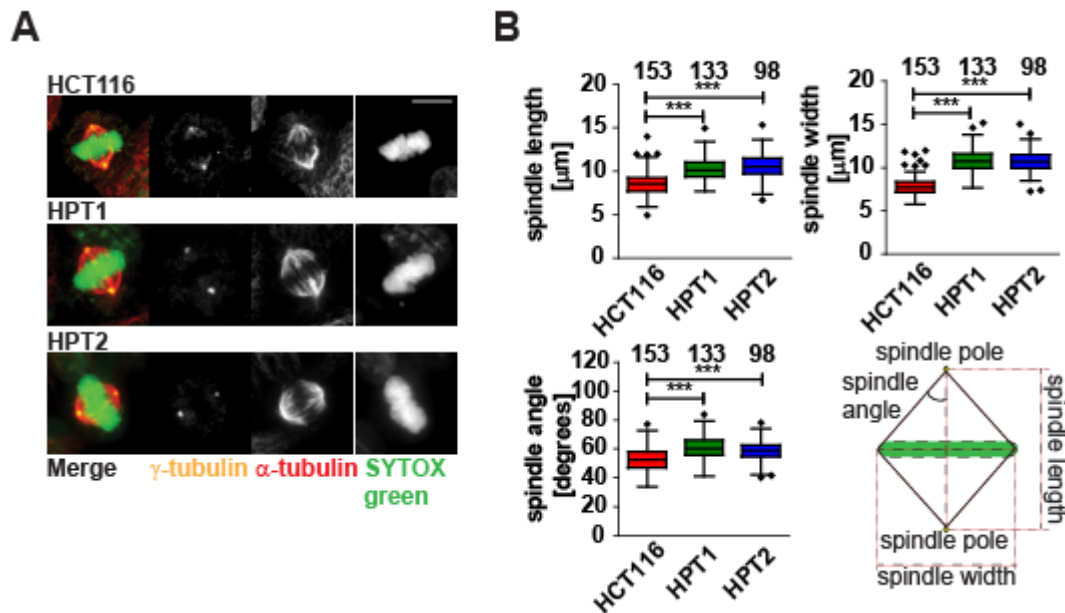 A
HCT116
HPT1
HPT2
Merge γ-tubulin α-tubulin SYTOX
green
B
153 133 98
***
***
20
15
10
5
0
spindle length
[µm]
HCT116
HPT1
HPT2
153 133 98
***
***
20
15
10
5
0
spindle width
[µm]
HCT116
HPT1
HPT2
153 133 98
***
***
120
100
80
60
40
20
0
spindle angle
[degrees]
HCT116
HPT1
HPT2
spindle pole
spindle
angle
spindle length
spindle pole
spindle width